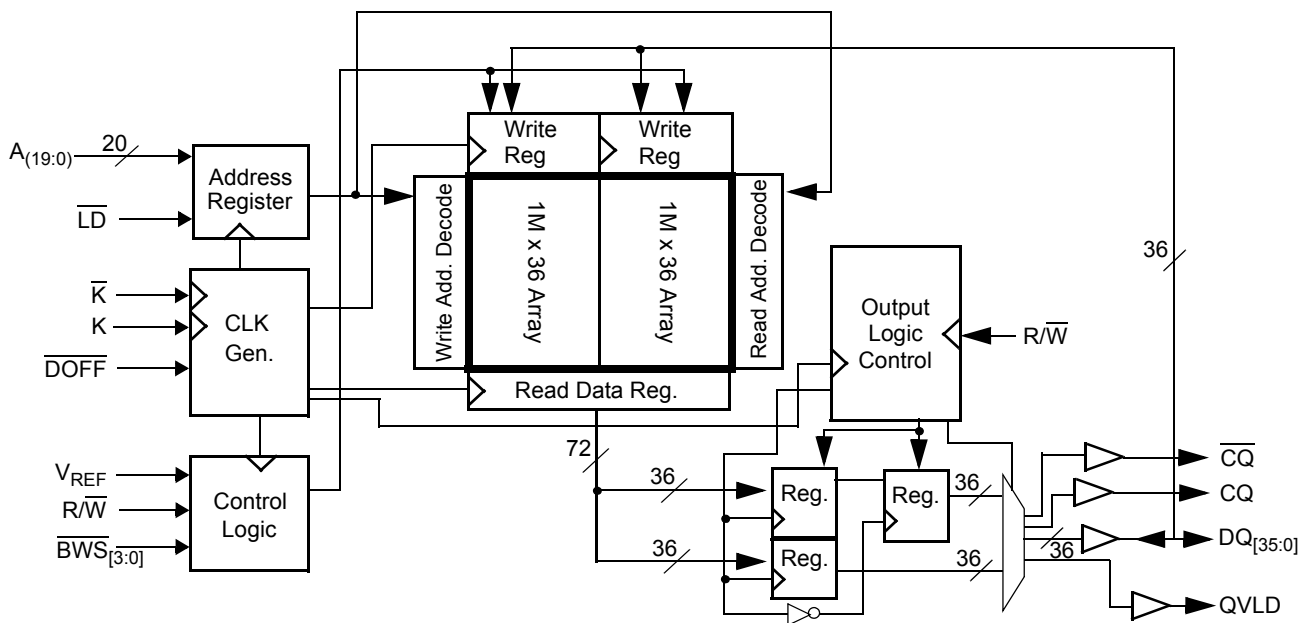 A(19:0)
20
LD
Address
Register
K
K
DOFF
CLK
Gen.
VREF
R/W
BWS[3:0]
Control
Logic
Write
Reg
Write
Reg
Write Add. Decode
1M x 36 Array
1M x 36 Array
Read Add. Decode
Read Data Reg.
72
36
36
Output
Logic
Control
R/W
36
Reg.
Reg.
Reg.
36
36
36
36
CQ
CQ
DQ[35:0]
QVLD